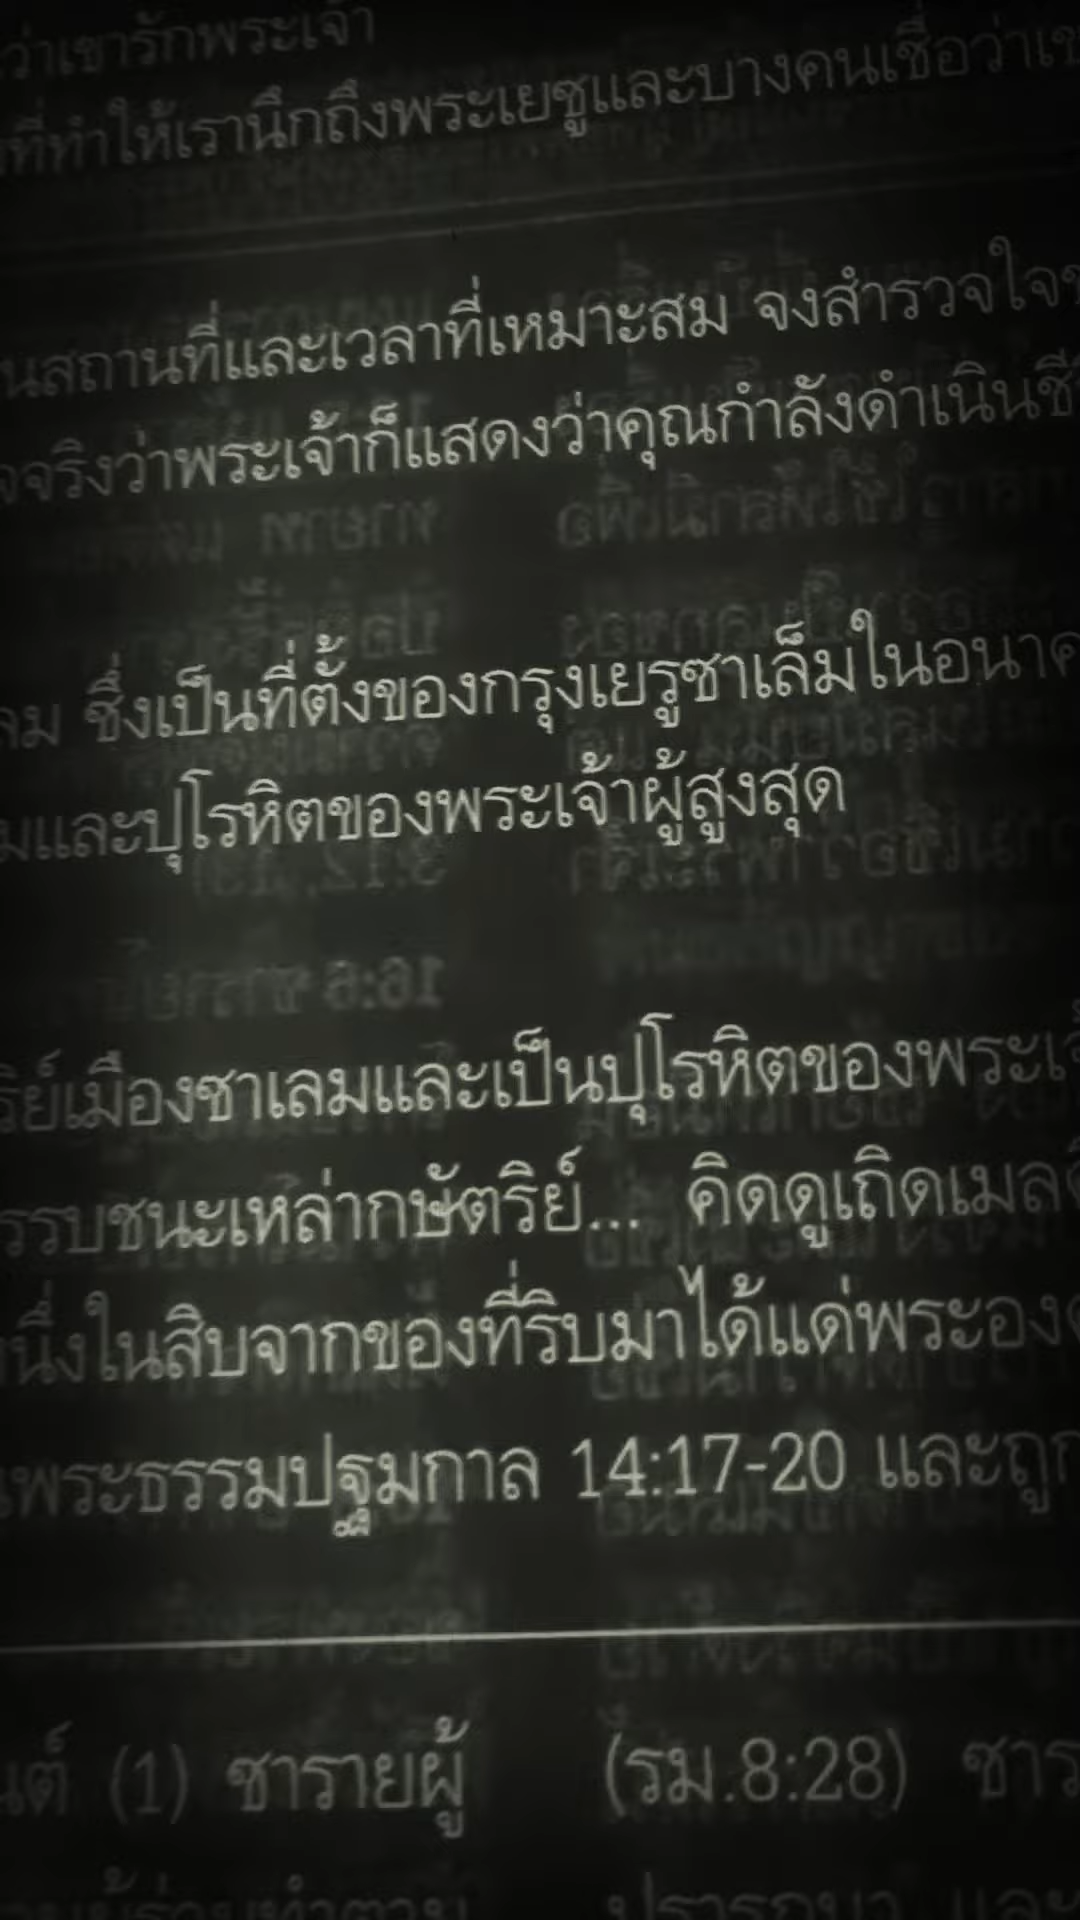 ว่าเขารักพระเจ้า
ที่ทำให้เรานึกถึงพระเยซูและบางคนเชื่อว่า
นสถานที่และเวลาที่เหมาะสม จงสำรวจใจ
จริงว่าพระเจ้าก็แสดงว่าคุณกำลังดำเนิน
ลม ซึ่งเป็นที่ตั้งของกรุงเยรูซาเล็มในอนาค
มและปุโรหิตของพระเจ้าผู้สูงสุด
ริย์เมืองซาเลมและเป็นปุโรหิตของพระเจ้
รรบชนะเหล่ากษัตริย์... คิดดูเถิดเมลค
นึ่งในสิบจากของที่ริบมาได้แด่พระองค
พระธรรมปฐมกาล 14:17-20 และถูก
นต์ (1) ซารายผู้ (รม.8:28) ซาร